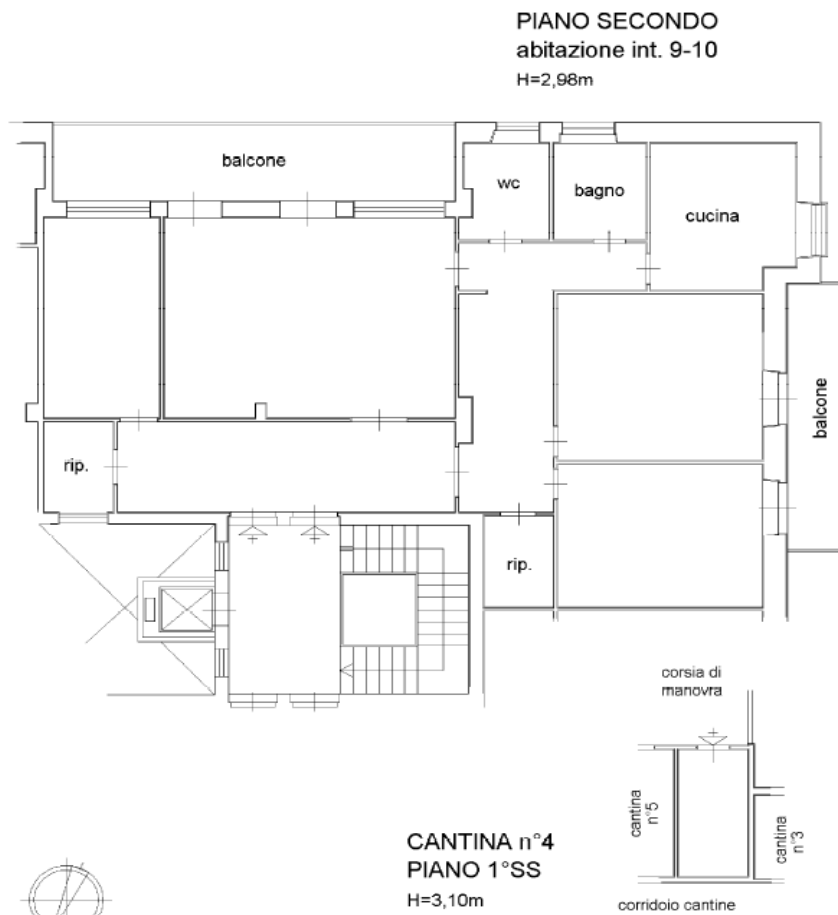 PIANO SECONDO
abitazione int. 9-10
H=2,98m
balcone
wc
bagno
cucina
balcone
rip.
rip.
corsia di
manovra
cantina
n°5
cantina
n°3
CANTINA n°4
PIANO 1°SS
H=3,10m
corridoio cantine